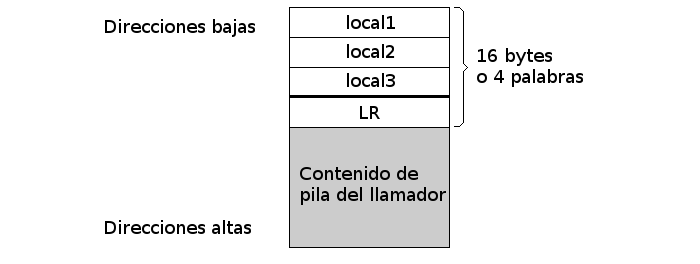 Direcciones bajas
local1
local2
local3
LR
16 bytes
o 4 palabras
Contenido de
pila del llamador
Direcciones altas